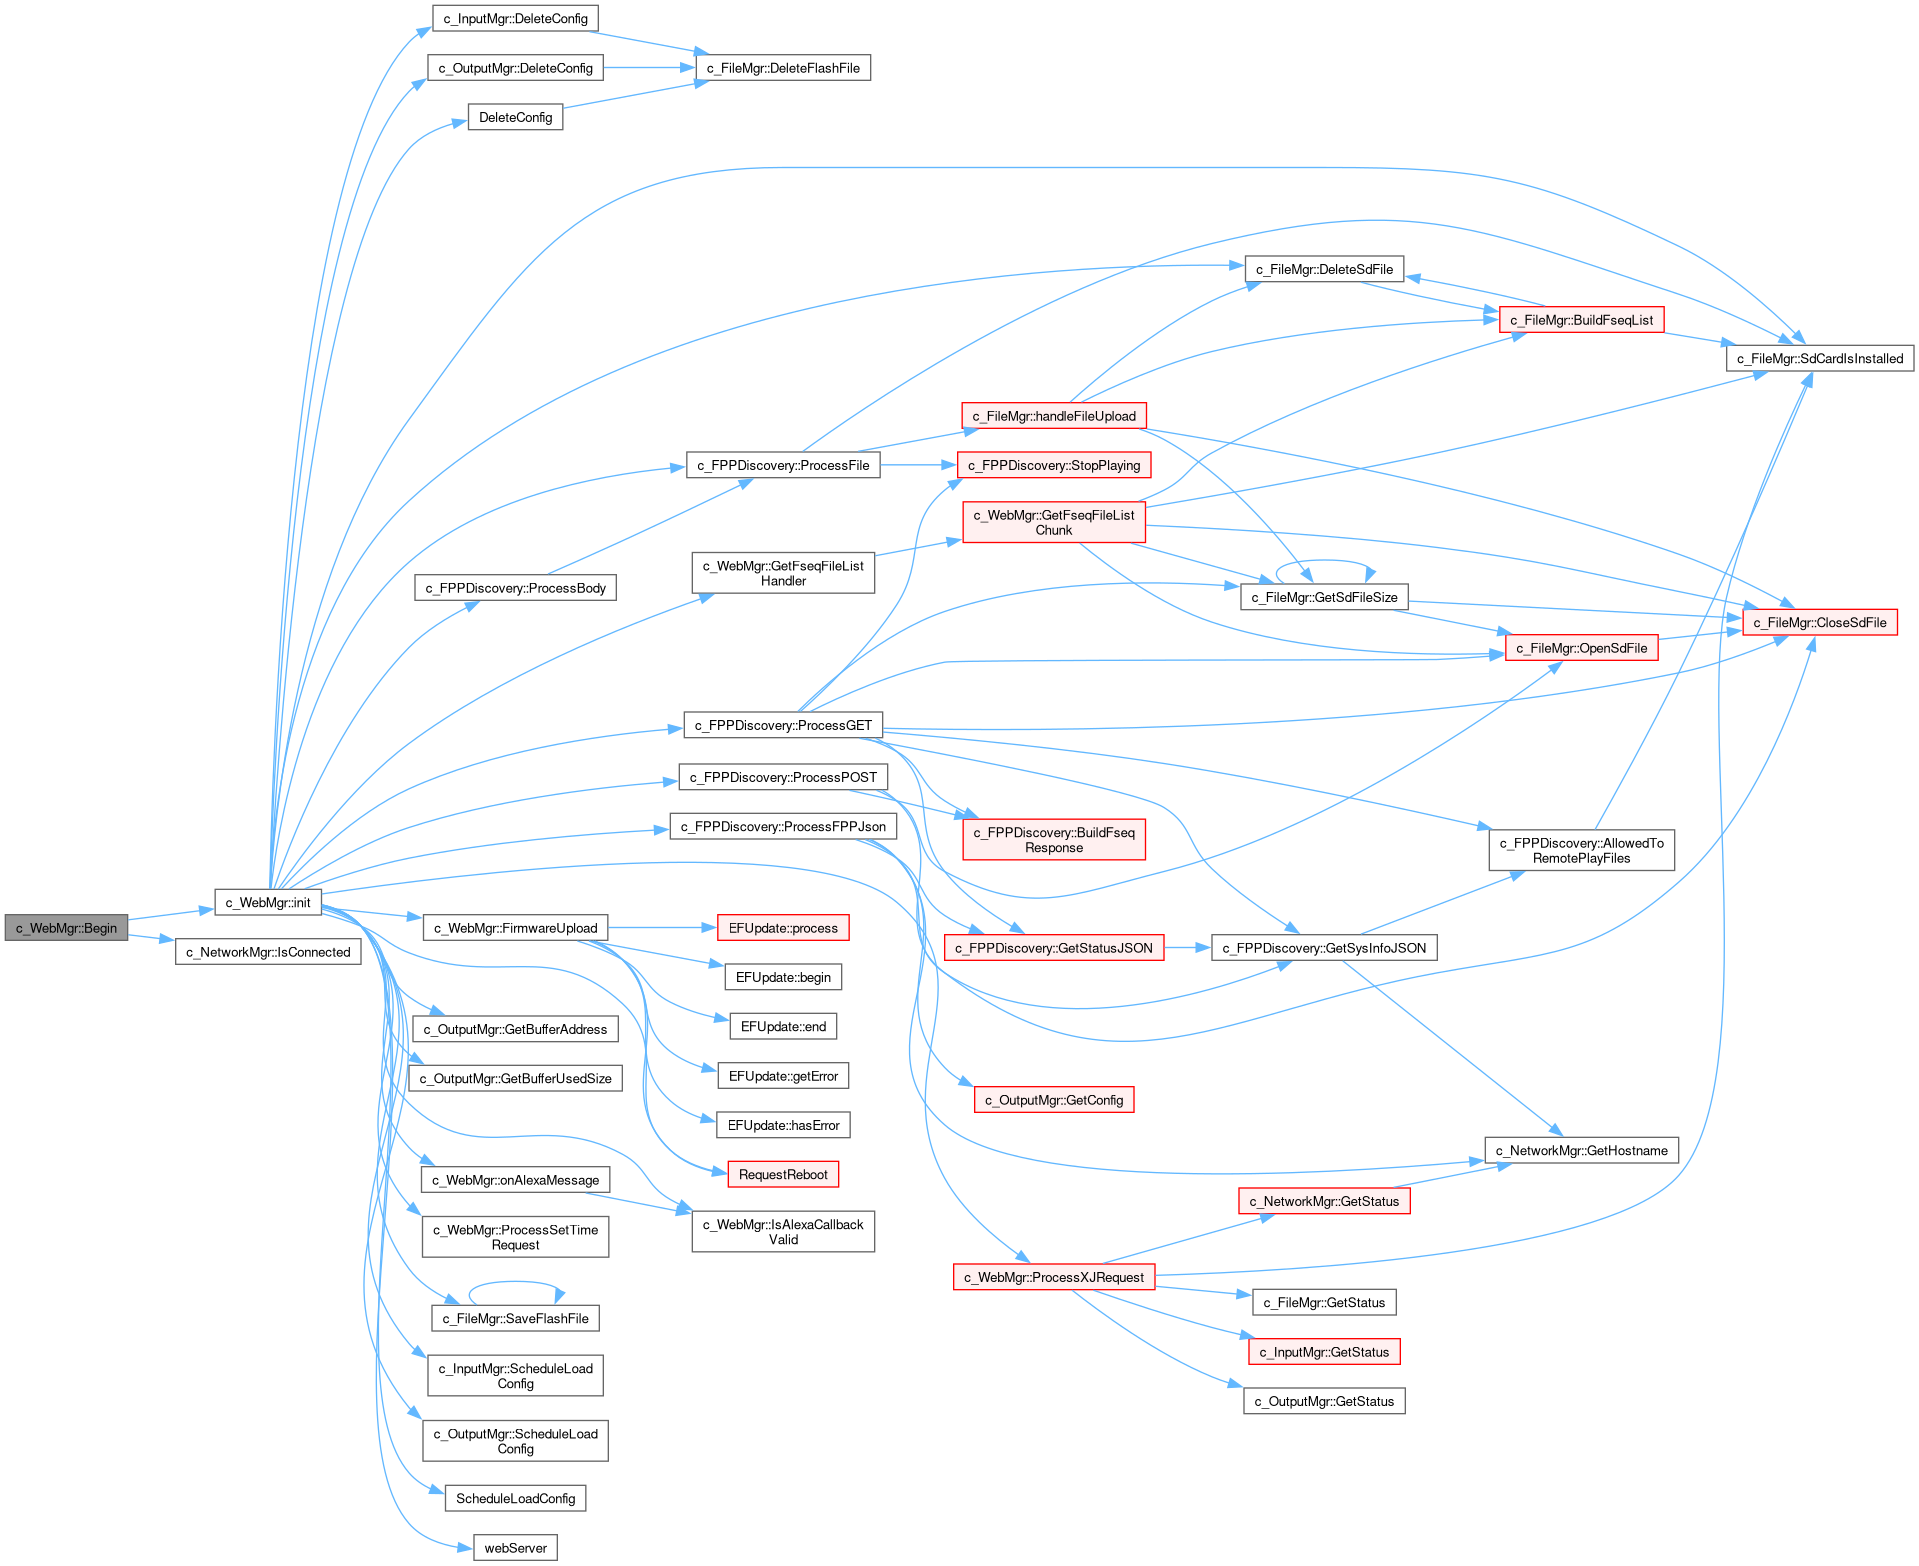 c_InputMgr::DeleteConfig
c_OutputMgr::DeleteConfig
c_FileMgr::DeleteFlashFile
DeleteConfig
c_FileMgr::DeleteSdFile
c_FileMgr::BuildFseqList
c_FileMgr::SdCardIsInstalled
c_FileMgr::handleFileUpload
c_FPPDiscovery::ProcessFile
c_FPPDiscovery::StopPlaying
c_WebMgr::GetFseqFileList
Chunk
c_WebMgr::GetFseqFileList
Handler
c_FPPDiscovery::ProcessBody
c_FileMgr::GetSdFileSize
c_FileMgr::CloseSdFile
c_FileMgr::OpenSdFile
c_FPPDiscovery::ProcessGET
c_FPPDiscovery::ProcessPOST
c_FPPDiscovery::ProcessFPPJson
c_FPPDiscovery::BuildFseq
Response
c_FPPDiscovery::AllowedTo
RemotePlayFiles
c_WebMgr::init
c_WebMgr::Begin
c_NetworkMgr::IsConnected
c_WebMgr::FirmwareUpload
EFUpdate::process
c_FPPDiscovery::GetStatusJSON
c_FPPDiscovery::GetSysInfoJSON
EFUpdate::begin
c_OutputMgr::GetBufferAddress
EFUpdate::end
c_OutputMgr::GetBufferUsedSize
EFUpdate::getError
c_OutputMgr::GetConfig
EFUpdate::hasError
c_NetworkMgr::GetHostname
c_WebMgr::onAlexaMessage
RequestReboot
c_NetworkMgr::GetStatus
c_WebMgr::ProcessSetTime
Request
c_WebMgr::IsAlexaCallback
Valid
c_WebMgr::ProcessXJRequest
c_FileMgr::GetStatus
c_FileMgr::SaveFlashFile
c_InputMgr::GetStatus
c_InputMgr::ScheduleLoad
Config
c_OutputMgr::GetStatus
c_OutputMgr::ScheduleLoad
Config
ScheduleLoadConfig
webServer